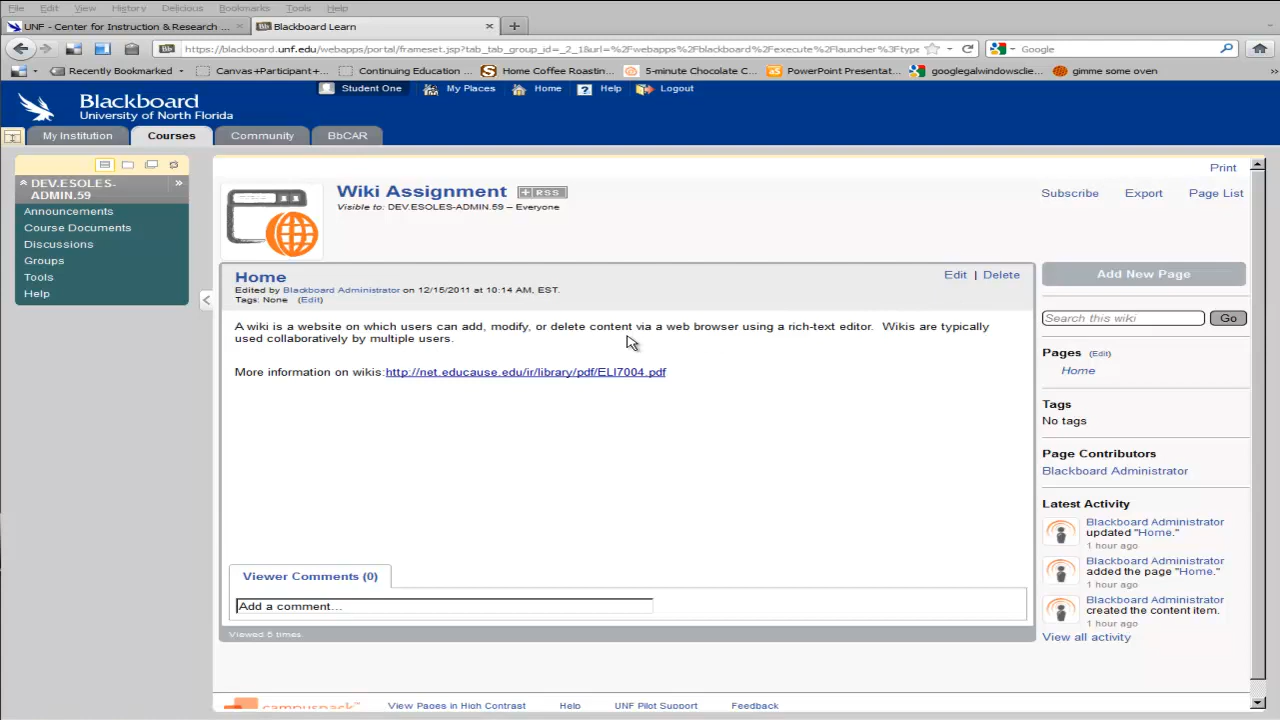 File Edit View History Delicious Bookmarks Tools Help
UNF - Center for Instruction & Research ... Blackboard Learn
https://blackboard.unf.edu/webapps/portal/frameset.jsp?tab_tab_group_id=_2_1&url=%2Fwebapps%2Fblackboard%2Fexecute%2Flauncher%3Ftype Google
Recently Bookmarked Canvas+Participant+... Continuing Education ... Home Coffee Roastin... 5-minute Chocolate C... PowerPoint Presentat... googlegalwindowsclie... gimme some oven
Student One My Places Home Help Logout
Blackboard
University of North Florida
My Institution Courses Community BbCAR
DEV.ESOLES-
ADMIN.59
Announcements
Course Documents
Discussions
Groups
Tools
Help
Print
Wiki Assignment + RSS
Visible to: DEV.ESOLES-ADMIN.59 – Everyone
Subscribe Export Page List
Home
Edit | Delete
Edited by Blackboard Administrator on 12/15/2011 at 10:14 AM, EST.
Tags: None (Edit)
A wiki is a website on which users can add, modify, or delete content via a web browser using a rich-text editor. Wikis are typically
used collaboratively by multiple users.
More information on wikis:http://net.educause.edu/ir/library/pdf/ELI7004.pdf
Viewer Comments (0)
Add a comment...
Viewed 5 times.
Add New Page
Search this wiki Go
Pages (Edit)
Home
Tags
No tags
Page Contributors
Blackboard Administrator
Latest Activity
Blackboard Administrator
updated "Home."
1 hour ago
Blackboard Administrator
added the page "Home."
1 hour ago
Blackboard Administrator
created the content item.
1 hour ago
View all activity
campuspack™ View Pages in High Contrast Help UNF Pilot Support Feedback